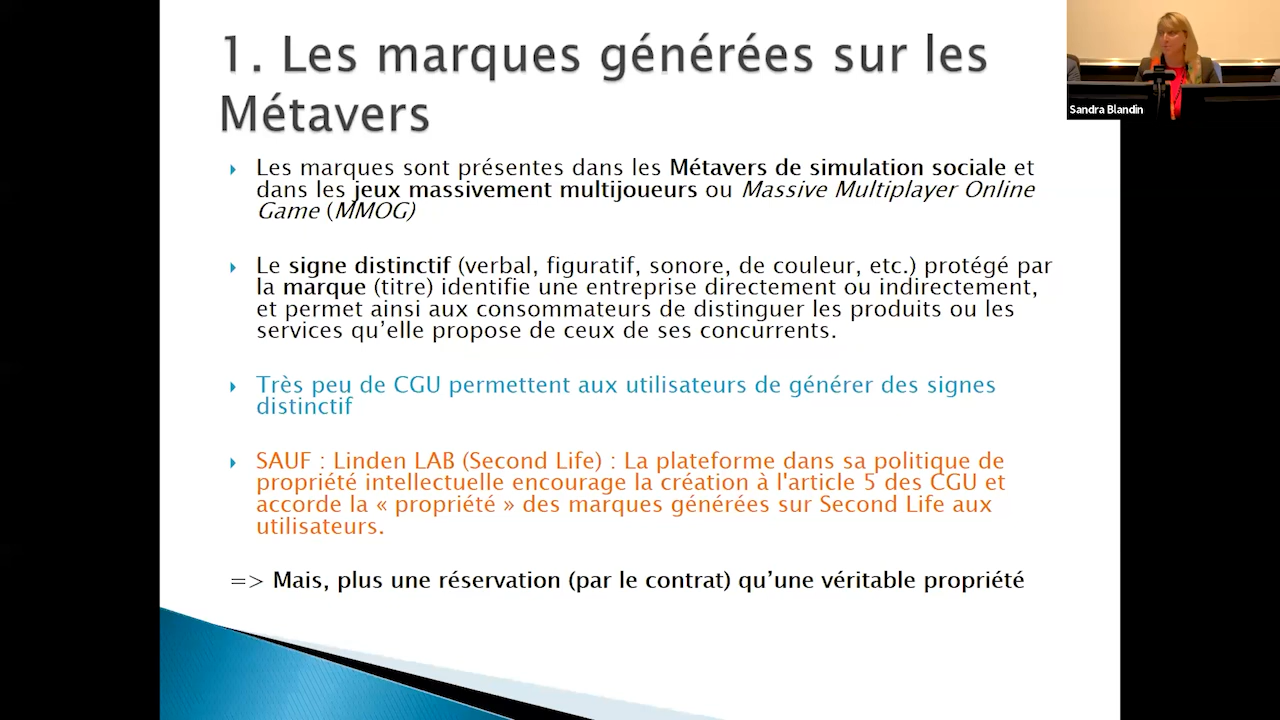 1. Les marques générées sur les
Métavers
Sandra Blandin
Les marques sont présentes dans les Métavers de simulation sociale et
dans les jeux massivement multijoueurs ou Massive Multiplayer Online
Game (MMOG)
Le signe distinctif (verbal, figuratif, sonore, de couleur, etc.) protégé par
la marque (titre) identifie une entreprise directement ou indirectement,
et permet ainsi aux consommateurs de distinguer les produits ou les
services qu’elle propose de ceux de ses concurrents.
Très peu de CGU permettent aux utilisateurs de générer des signes
distinctif
SAUF : Linden LAB (Second Life) : La plateforme dans sa politique de
propriété intellectuelle encourage la création à l'article 5 des CGU et
accorde la « propriété » des marques générées sur Second Life aux
utilisateurs.
=> Mais, plus une réservation (par le contrat) qu’une véritable propriété